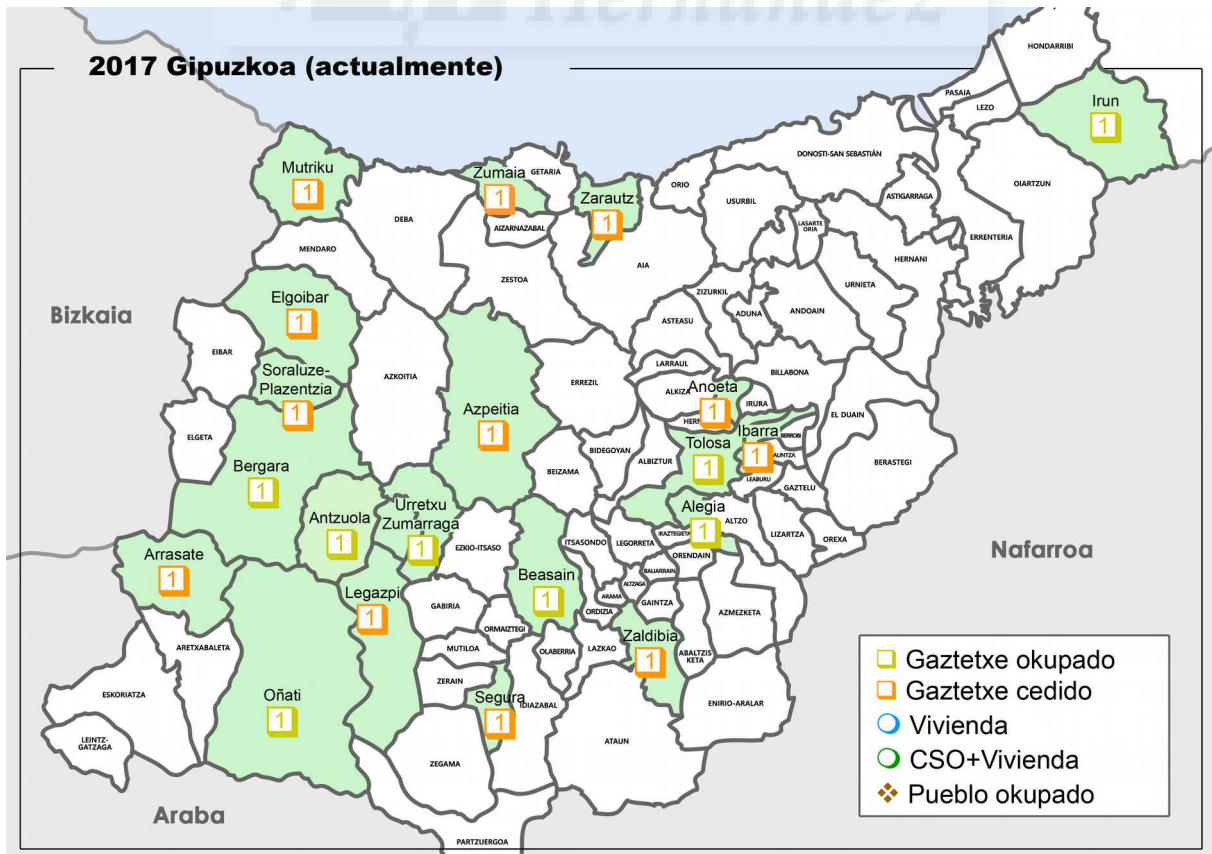 Hernández
2017 Gipuzkoa (actualmente)
HONDARRIBI
PASAIA
LEZO
Irun
1
DONOSTI-SAN SEBASTIÁN
OIARTZUN
Mutriku
1
Zumaia
1
GETARIA
Zarautz
1
ORIO
USURBIL
ASTIGARRAGA
DEBA
AIZARNAZABAL
LASARTE
ORIA
ERRENTERIA
MENDARO
ZESTOA
AIA
HERNANI
URNIETA
ZIZURKIL
ADUNA
ANDOAIN
ASTEASU
Bizkaia
Elgoibar
1
EIBAR
Soraluze-
Plazentzia
1
AZKOITIA
ERREZIL
LARRAUL
ALKIZA
Anoeta
1
IRURA
BILLABONA
EL DUAIN
HERN
Azpeitia
1
ELGETA
Bergara
1
Tolosa
1
Ibarra
1
BERROBI
AUNTZA
LEABURU
GAZTELU
BERASTEGI
BIDEGOYAN
ALBIZTUR
BEIZAMA
Antzuola
1
Urretxu
Zumarraga
1
EZKIO-ITSASO
ITSASONDO
LEGORRETA
IKAZTEGIETA
Alegia
1
ALTZO
LIZARTZA
OREXA
ORENDAIN
Nafarroa
Arrasate
1
Legazpi
1
Beasain
1
BALIARRAIN
ALTZAGA
ARAMA
GAINTZA
ORDIZIA
AZMEZKETA
GABIRIA
ORMAIZTEGI
MUTILOA
OLABERRIA
LAZKAO
Zaldibia
1
ABALTZIS
KETA
ARETXABALETA
ESKORIATZA
Oñati
1
ZERAIN
Segura
1
IDIAZABAL
ENIRIO-ARALAR
LEINTZ-
GATZAGA
ZEGAMA
ATAUN
Araba
PARTZUERGOA
Gaztetxe okupado
Gaztetxe cedido
Vivienda
CSO+Vivienda
Pueblo okupado